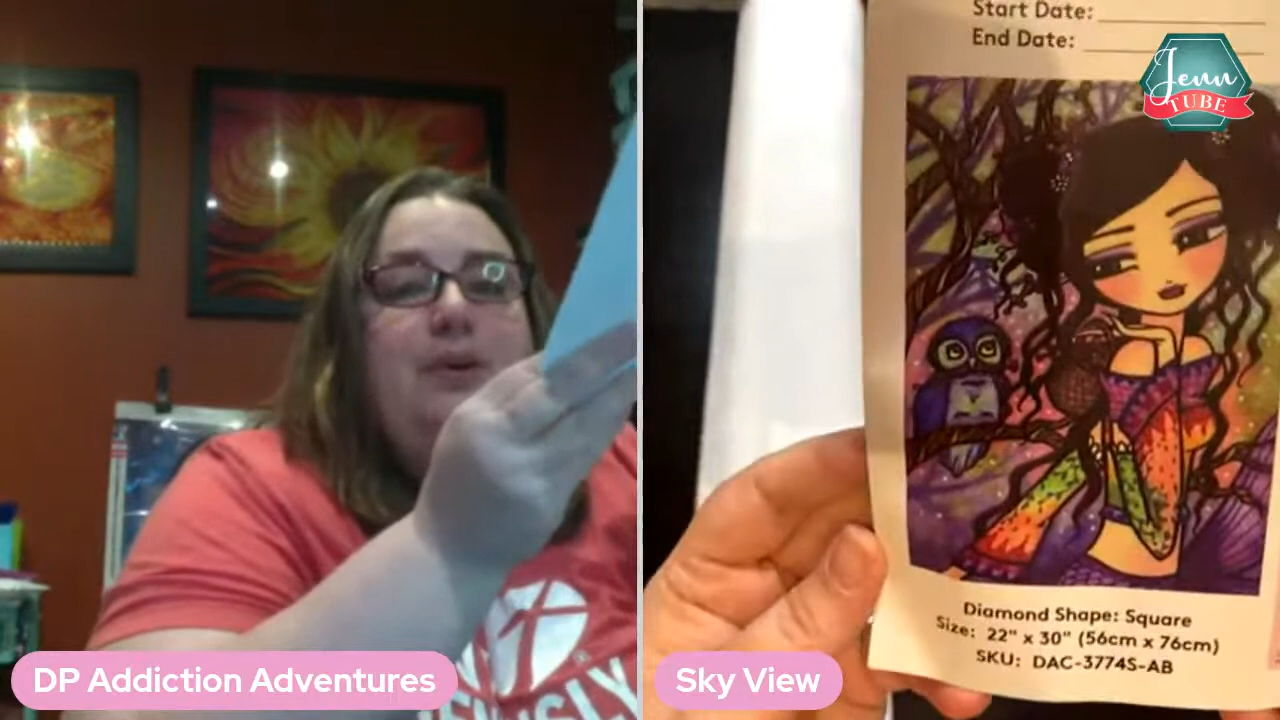 Start Date:
End Date:
Jenn
TUBE
Diamond Shape: Square
Size: 22" x 30" (56cm x 76cm)
SKU: DAC-3774S-AB
DP Addiction Adventures
Sky View